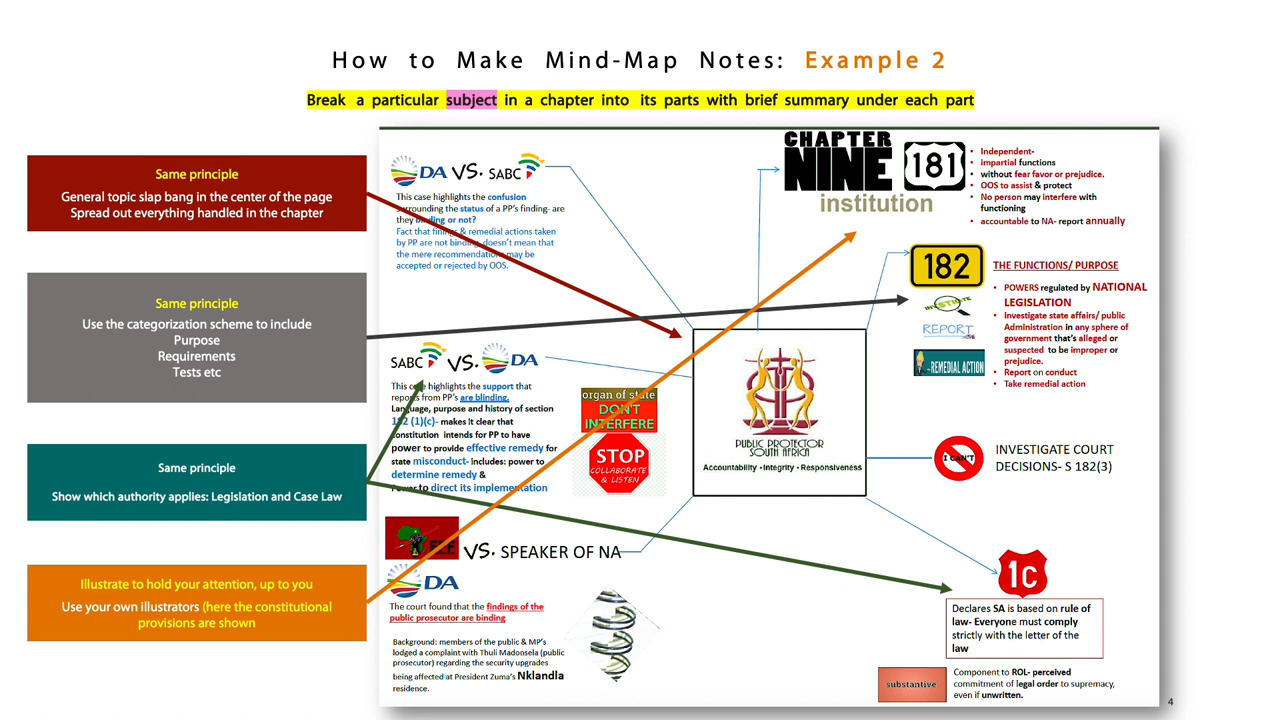 How to Make Mind-Map Notes: Example 2
Break a particular subject in a chapter into its parts with brief summary under each part
Same principle
General topic slap bang in the center of the page
Spread out everything handled in the chapter
Same principle
Use the categorization scheme to include
Purpose
Requirements
Tests etc
Same principle
Show which authority applies: Legislation and Case Law
Illustrate to hold your attention, up to you
Use your own illustrators (here the constitutional
provisions are shown
DA VS. SABC
This case highlights the confusion
surrounding the status of a PP's finding- are
they binding or not?
Fact that findings & remedial actions taken
by PP are not binding, doesn't mean that
the mere recommendations may be
accepted or rejected by OOS.
SABC VS. DA
This case highlights the support that
reports from PP's are blinding.
Language, purpose and history of section
182 (1)(c)- makes it clear that
constitution intends for PP to have
power to provide effective remedy for
state misconduct- includes: power to
determine remedy &
Power to direct its implementation
organ of state
DON'T
INTERFERE
STOP
COLLABORATE
& LISTEN
EFF VS. SPEAKER OF NA
DA
The court found that the findings of the
public prosecutor are binding
Background: members of the public & MP's
lodged a complaint with Thuli Madonsela (public
prosecutor) regarding the security upgrades
being affected at President Zuma's Nklandla
residence.
PUBLIC PROTECTOR
SOUTH AFRICA
Accountability • Integrity • Responsiveness
CHAPTER
NINE
institution
181
• Independent-
• impartial functions
• without fear favor or prejudice.
• OOS to assist & protect
• No person may interfere with
functioning
• accountable to NA- report annually
182
THE FUNCTIONS/ PURPOSE
• POWERS regulated by NATIONAL
LEGISLATION
• Investigate state affairs/ public
Administration in any sphere of
government that's alleged or
suspected to be improper or
prejudice.
• Report on conduct
• Take remedial action
INVESTIGATE
REPORT
REMEDIAL ACTION
I CAN'T
INVESTIGATE COURT
DECISIONS- S 182(3)
1c
Declares SA is based on rule of
law- Everyone must comply
strictly with the letter of the
law
substantive
Component to ROL- perceived
commitment of legal order to supremacy,
even if unwritten.
4